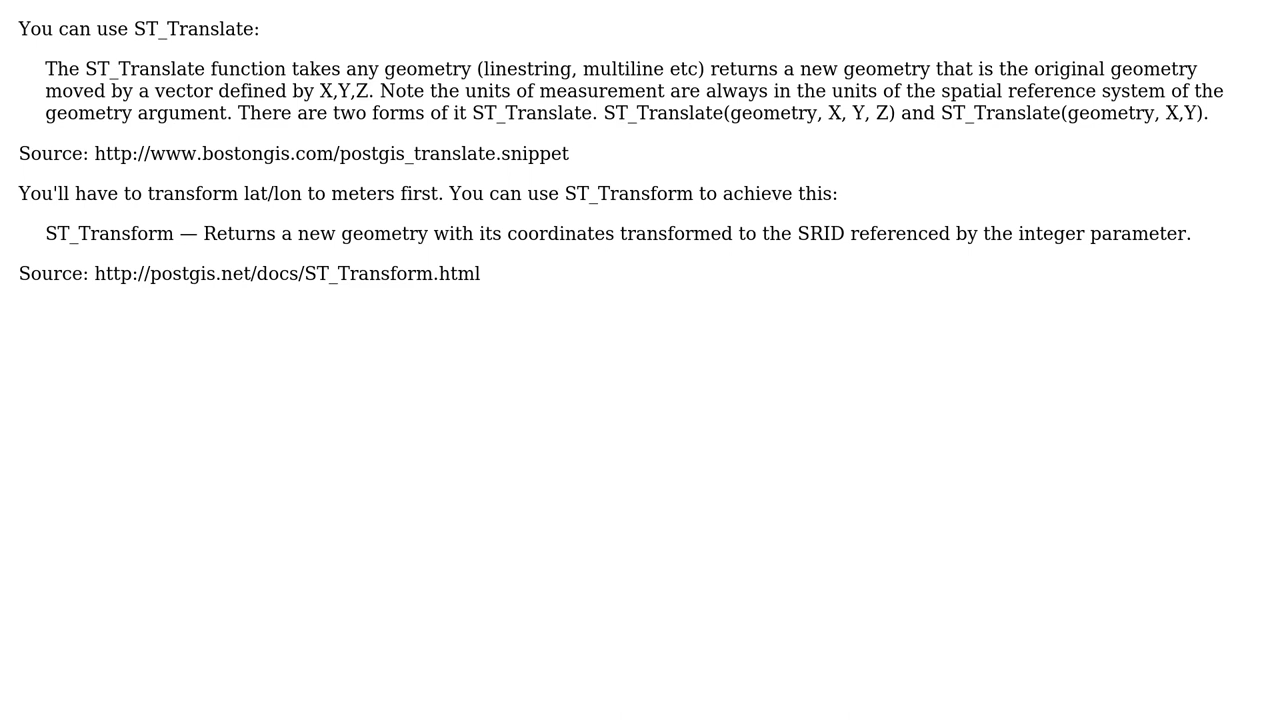 You can use ST_Translate:
The ST_Translate function takes any geometry (linestring, multiline etc) returns a new geometry that is the original geometry
moved by a vector defined by X,Y,Z. Note the units of measurement are always in the units of the spatial reference system of the
geometry argument. There are two forms of it ST_Translate. ST_Translate(geometry, X, Y, Z) and ST_Translate(geometry, X,Y).
Source: http://www.bostongis.com/postgis_translate.snippet
You'll have to transform lat/lon to meters first. You can use ST_Transform to achieve this:
ST_Transform — Returns a new geometry with its coordinates transformed to the SRID referenced by the integer parameter.
Source: http://postgis.net/docs/ST_Transform.html